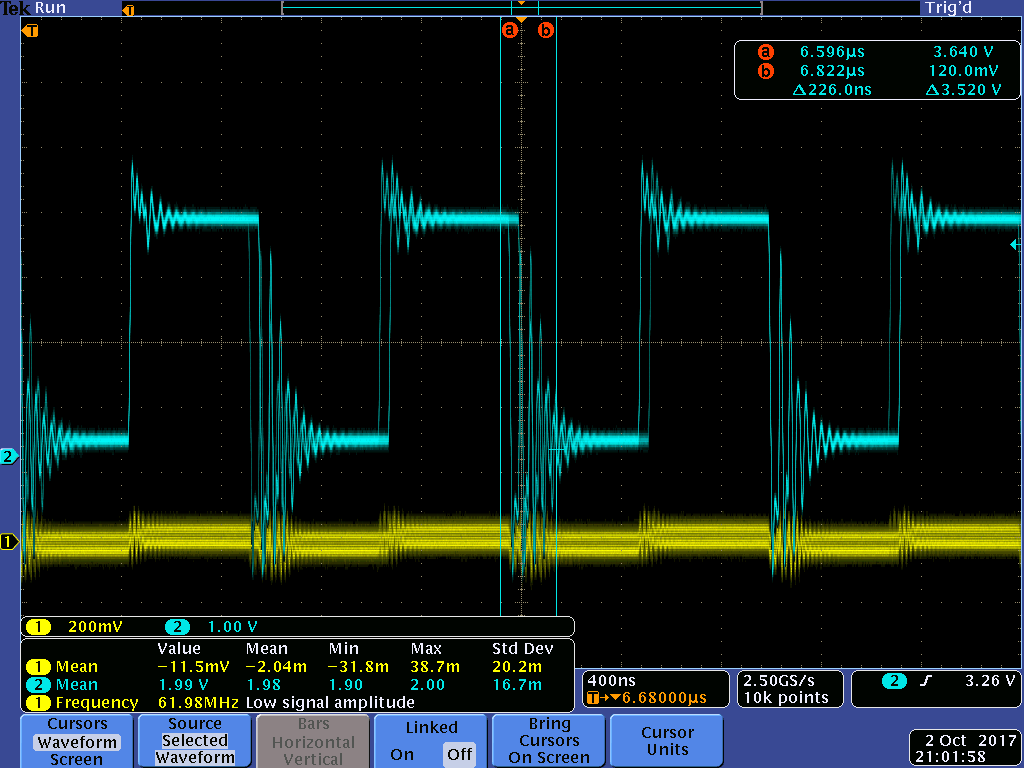 Tek Run Trig'd
T
T
a b
a 6.596µs 3.640 V
b 6.822µs 120.0mV
Δ226.0ns Δ3.520 V
2
1
1 200mV 2 1.00 V
Value Mean Min Max Std Dev
1 Mean −11.5mV −2.04m −31.8m 38.7m 20.2m
2 Mean 1.99 V 1.98 1.90 2.00 16.7m
1 Frequency 61.98MHz Low signal amplitude
400ns
T→▼6.68000µs
2.50GS/s
10k points
2 3.26 V
Cursors
Waveform
Screen
Source
Selected
Waveform
Bars
Horizontal
Vertical
Linked
On Off
Bring
Cursors
On Screen
Cursor
Units
2 Oct 2017
21:01:58